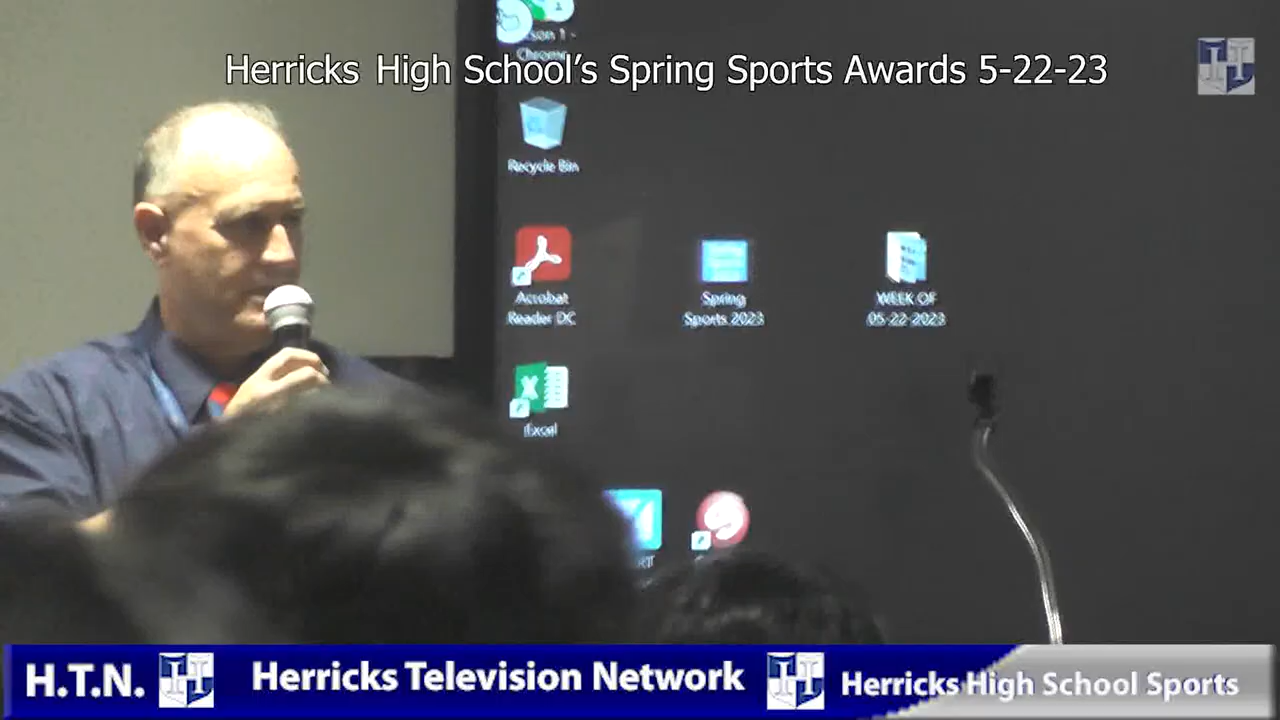 Chrome
Herricks High School's Spring Sports Awards 5-22-23
Recycle Bin
Acrobat
Reader DC
Spring
Sports 2023
WEEK OF
05-22-2023
Excel
H.T.N.
Herricks Television Network
Herricks High School Sports